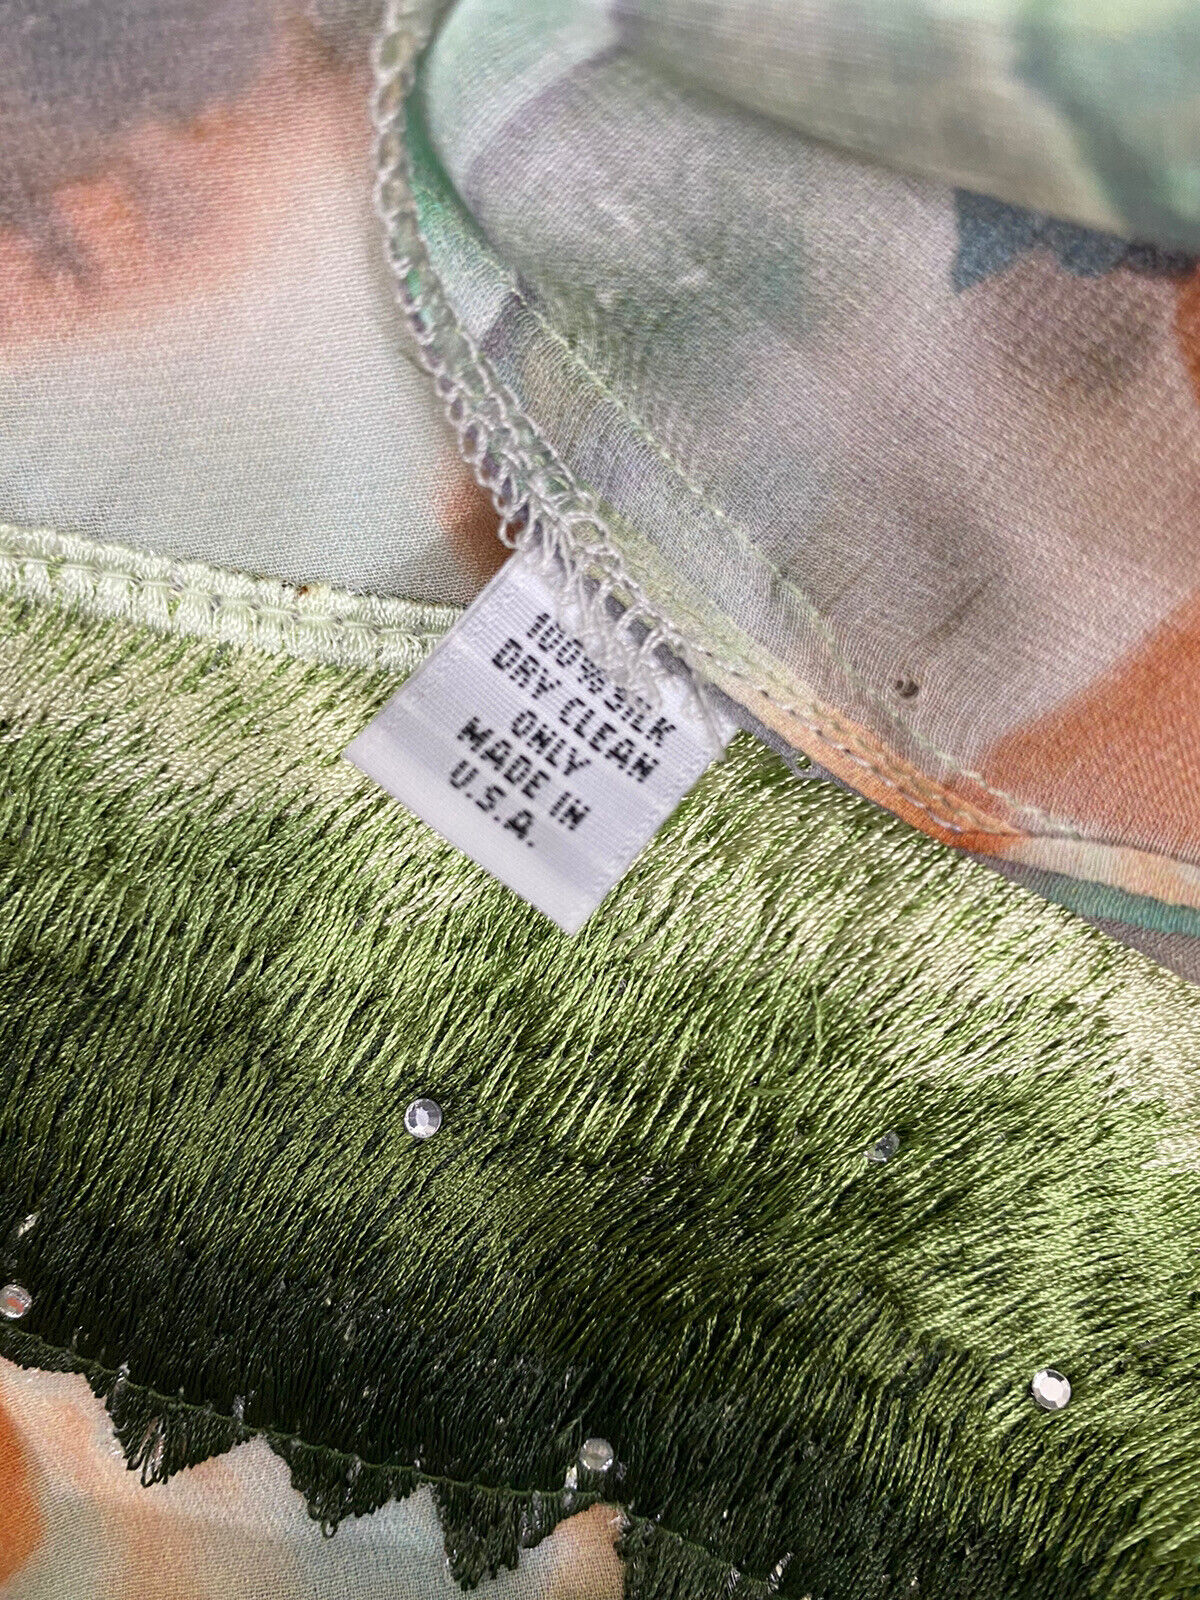 100% SILK
DRY CLEAN
ONLY
MADE IN
U.S.A.